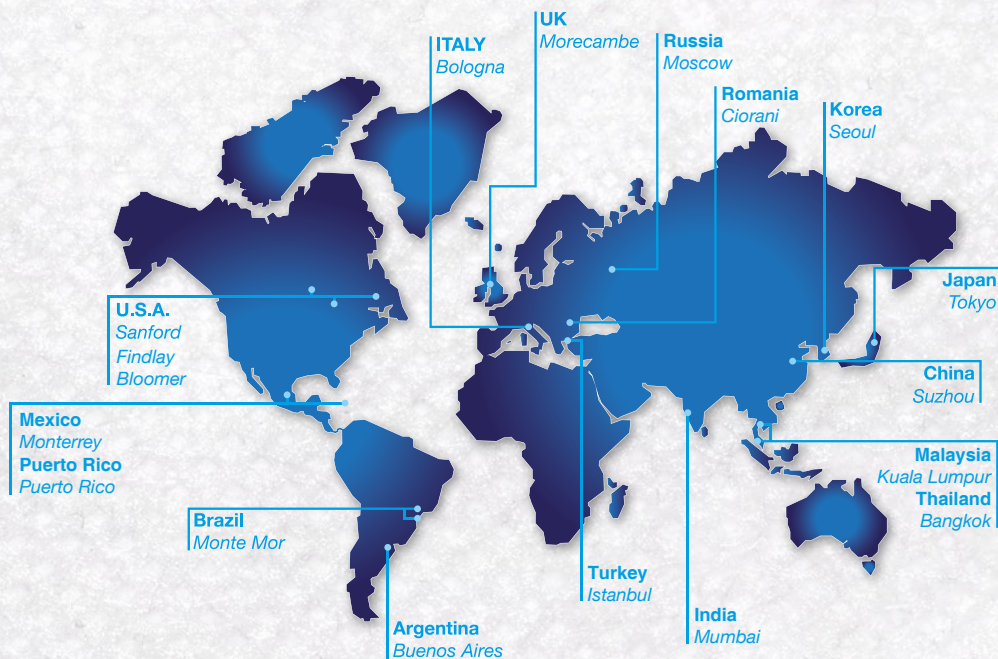 UK
Morecambe
ITALY
Bologna
Russia
Moscow
Romania
Ciorani
Korea
Seoul
Japan
Tokyo
U.S.A.
Sanford
Findlay
Bloomer
China
Suzhou
Mexico
Monterrey
Puerto Rico
Puerto Rico
Malaysia
Kuala Lumpur
Thailand
Bangkok
Brazil
Monte Mor
Turkey
Istanbul
India
Mumbai
Argentina
Buenos Aires